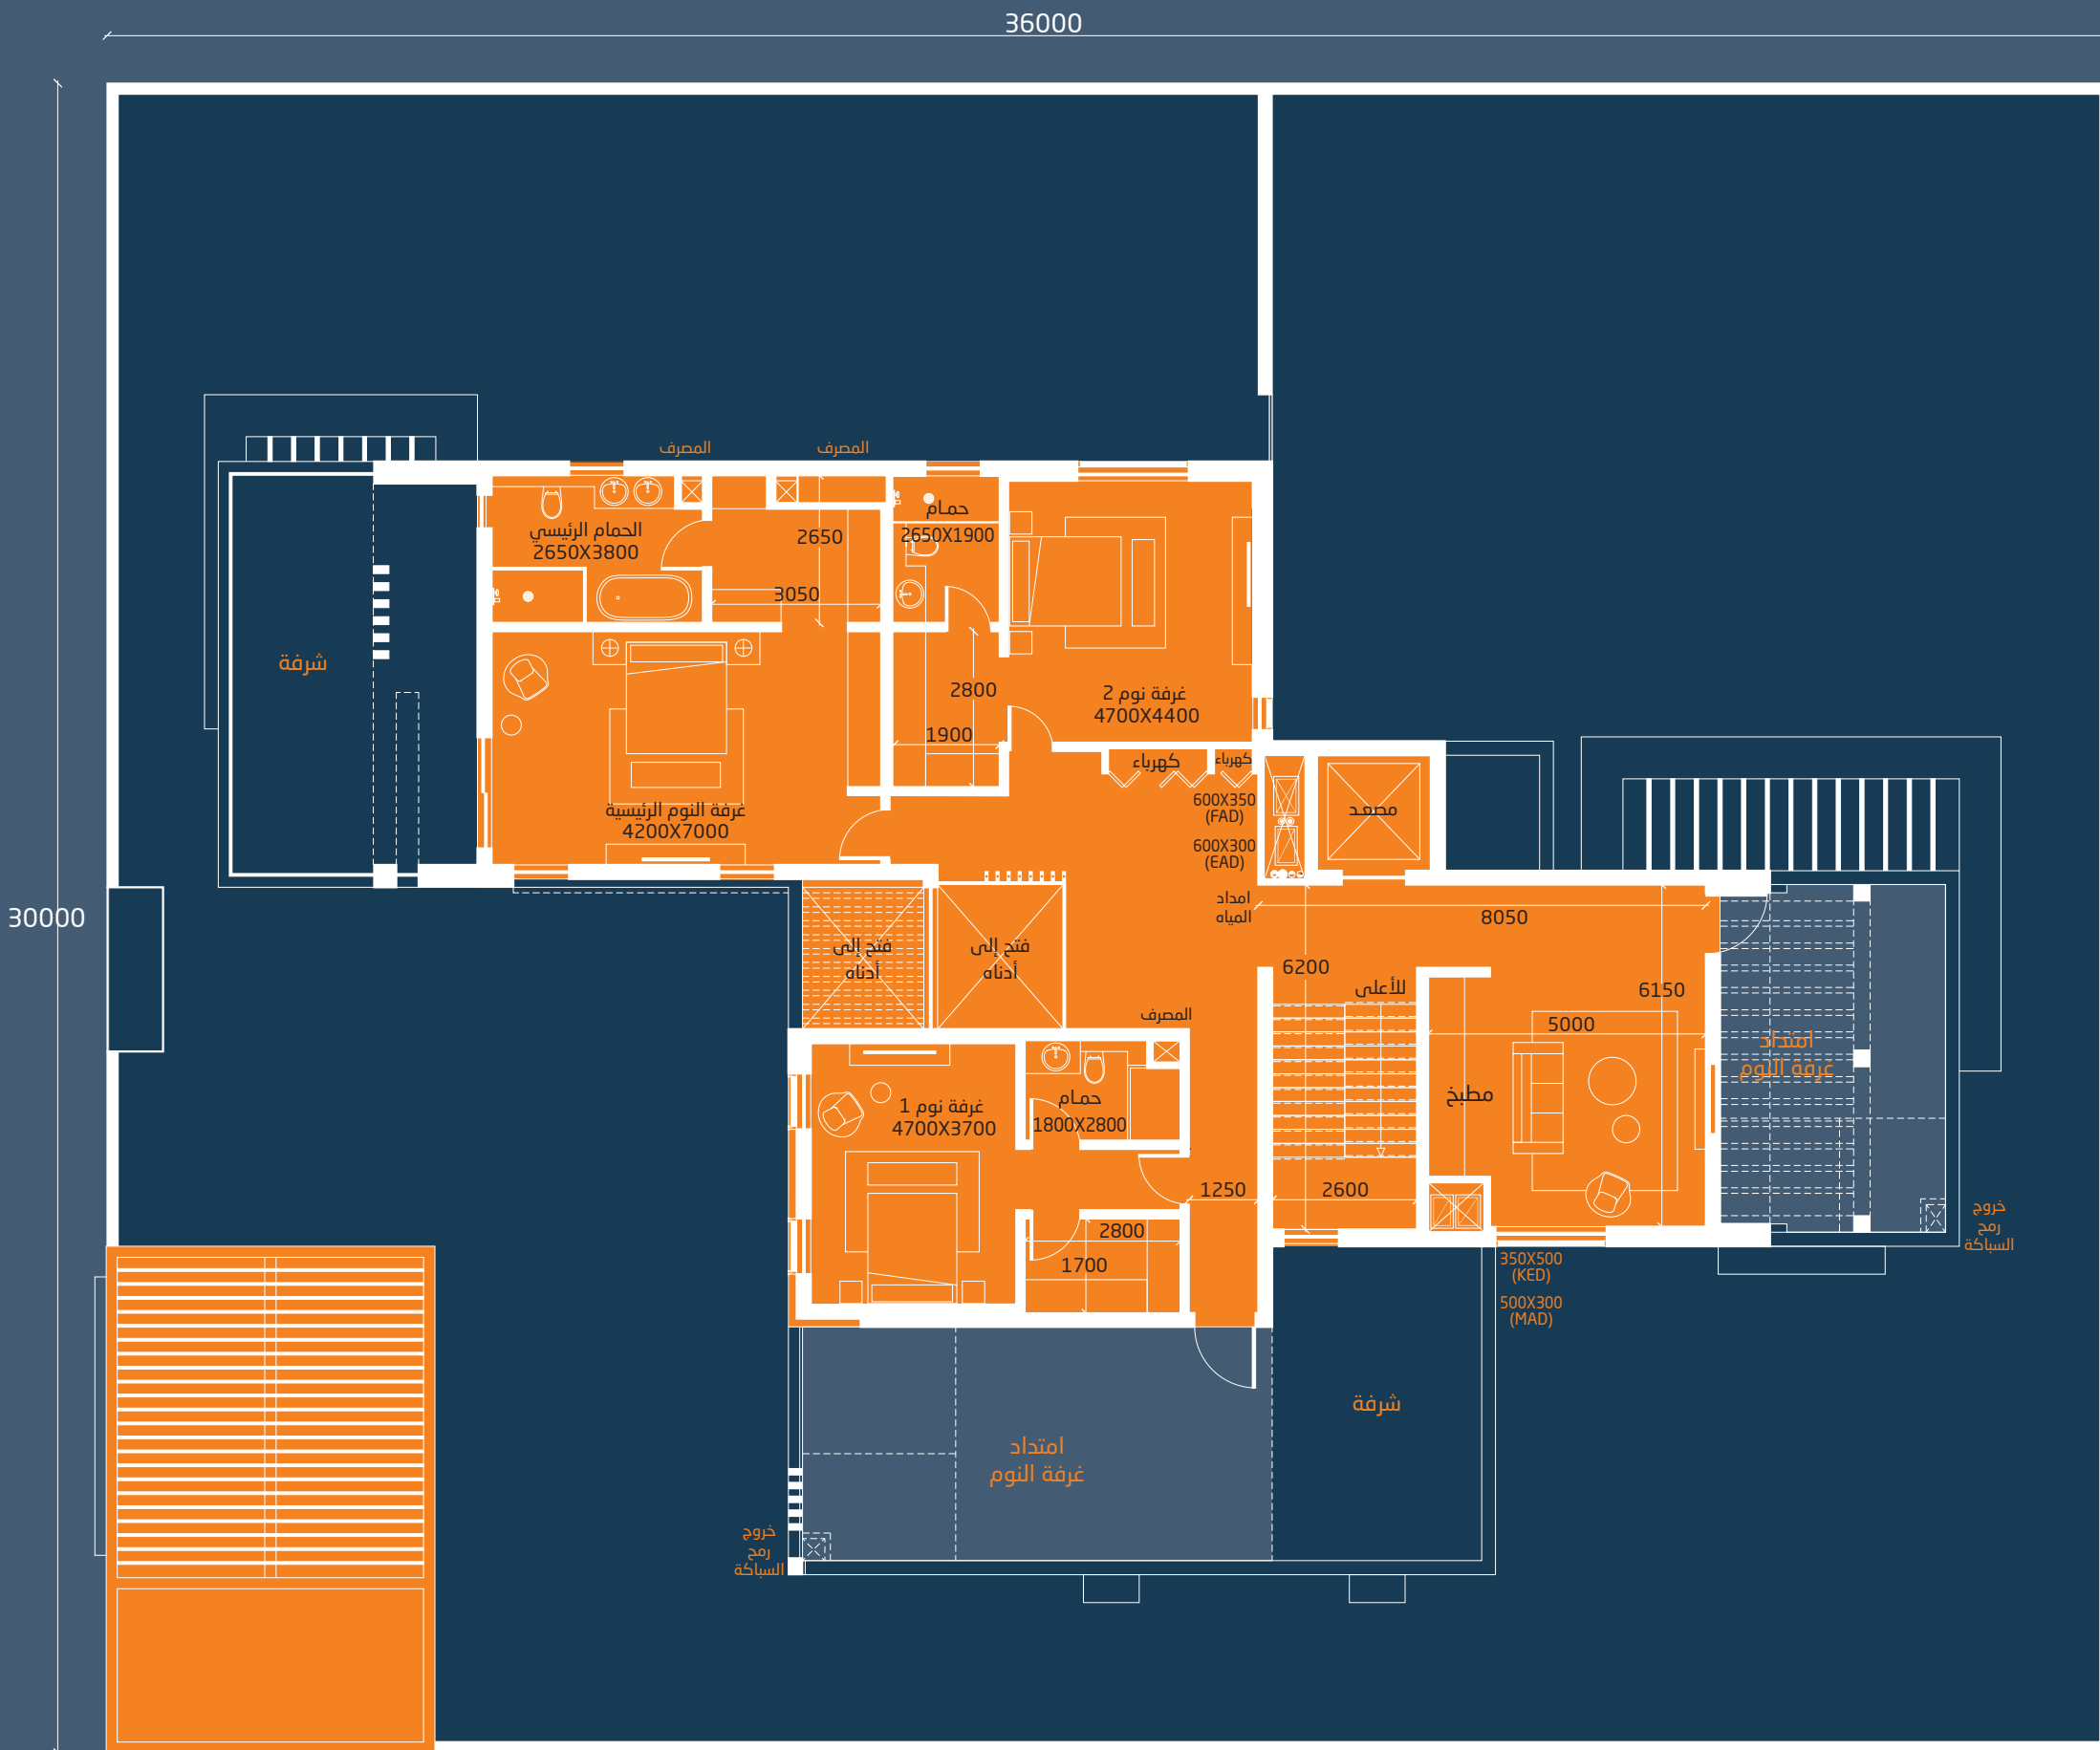 36000
30000
المصرف
المصرف
الحمام الرئيسي
2650X3800
2650
3050
حمام
2650X1900
شرفة
2800
1900
غرفة نوم 2
4700X4400
غرفة النوم الرئيسية
4200X7000
كهرباء
كهرباء
600X350
(FAD)
600X300
(EAD)
مصعد
امداد
المياه
8050
فتح إلى
أدناه
فتح إلى
أدناه
6200
للأعلى
6150
المصرف
5000
امتداد
غرفة النوم
مطبخ
غرفة نوم 1
4700X3700
حمام
1800X2800
1250
2600
2800
1700
خروج
رمح
السباكة
350X500
(KED)
500X300
(MAD)
شرفة
امتداد
غرفة النوم
خروج
رمح
السباكة